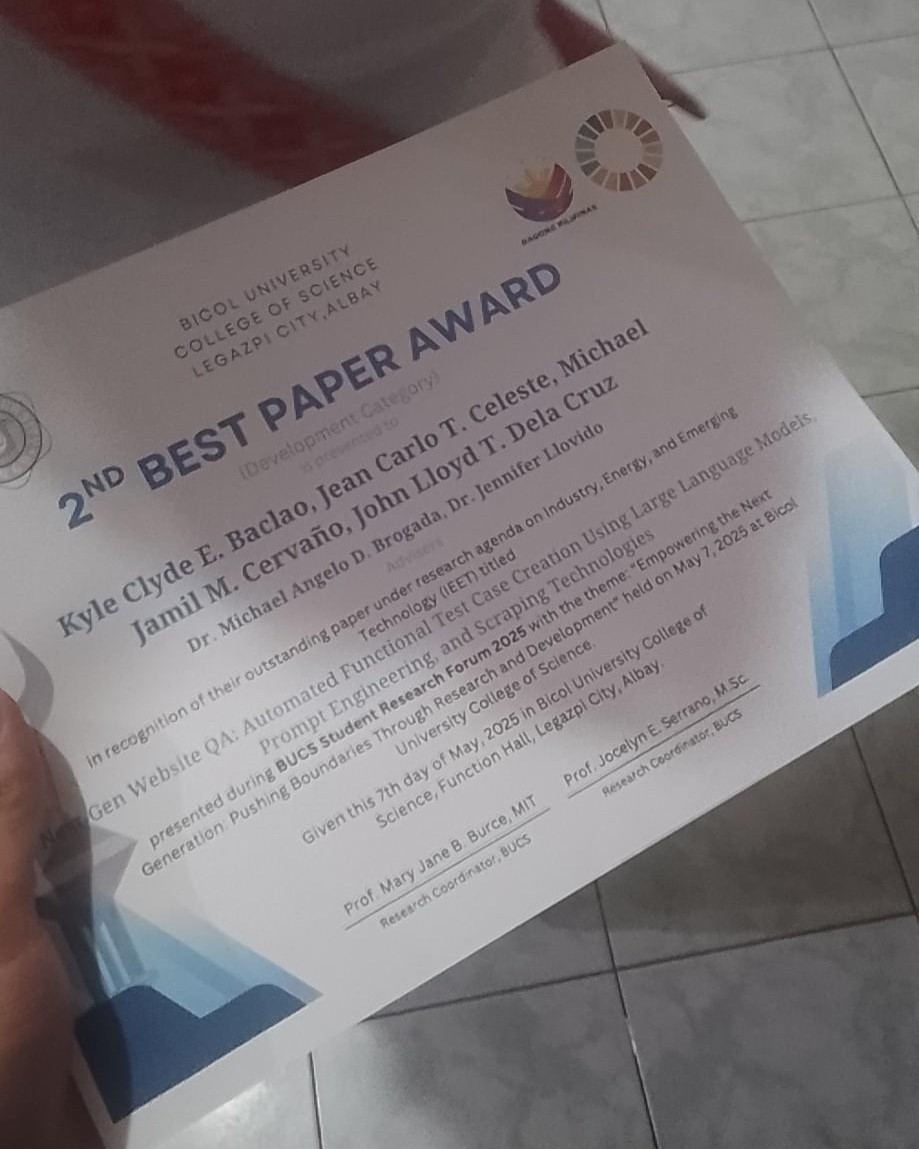 BAGONG PILIPINAS
BICOL UNIVERSITY
COLLEGE OF SCIENCE
LEGAZPI CITY,ALBAY
2ND BEST PAPER AWARD
(Development Category)
is presented to
Kyle Clyde E. Baclao, Jean Carlo T. Celeste, Michael
Jamil M. Cervaño, John Lloyd T. Dela Cruz
Dr. Michael Angelo D. Brogada, Dr. Jennifer Llovido
Advisers
in recognition of their outstanding paper under research agenda on Industry, Energy, and Emerging
Technology (IEET) titled
Next Gen Website QA: Automated Functional Test Case Creation Using Large Language Models,
Prompt Engineering, and Scraping Technologies
presented during BUCS Student Research Forum 2025 with the theme: "Empowering the Next
Generation: Pushing Boundaries Through Research and Development" held on May 7, 2025 at Bicol
University College of Science.
Given this 7th day of May, 2025 in Bicol University College of
Science, Function Hall, Legazpi City, Albay.
Prof. Mary Jane B. Burce, MIT
Research Coordinator, BUCS
Prof. Jocelyn E. Serrano, M.Sc.
Research Coordinator, BUCS